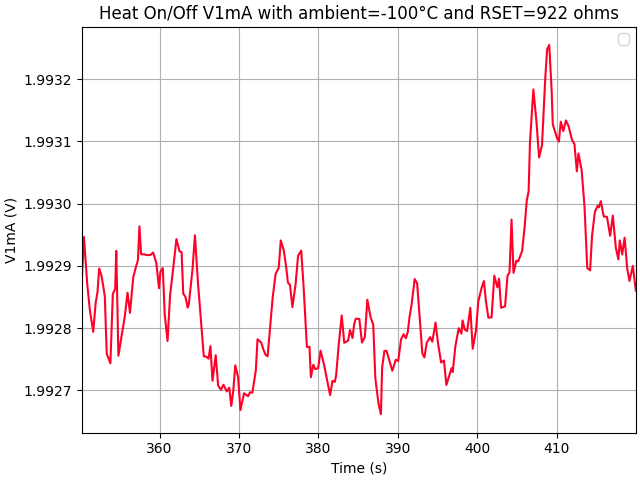 Heat On/Off V1mA with ambient=-100°C and RSET=922 ohms
1.9932
1.9931
1.9930
1.9929
1.9928
1.9927
V1mA (V)
360 370 380 390 400 410
Time (s)